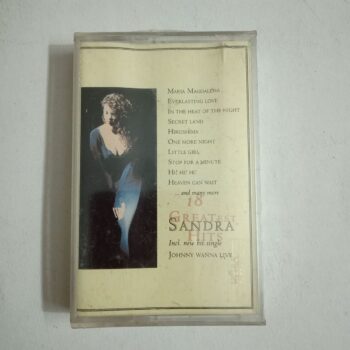 MARIA MAGDALENA
EVERLASTING LOVE
IN THE HEAT OF THE NIGHT
SECRET LAND
HIROSHIMA
ONE MORE NIGHT
LITTLE GIRL
STOP FOR A MINUTE
HI! HI! HI!
HEAVEN CAN WAIT
... and many more
18
GREATEST
SANDRA
HITS
Incl. new hit single
JOHNNY WANNA LIVE